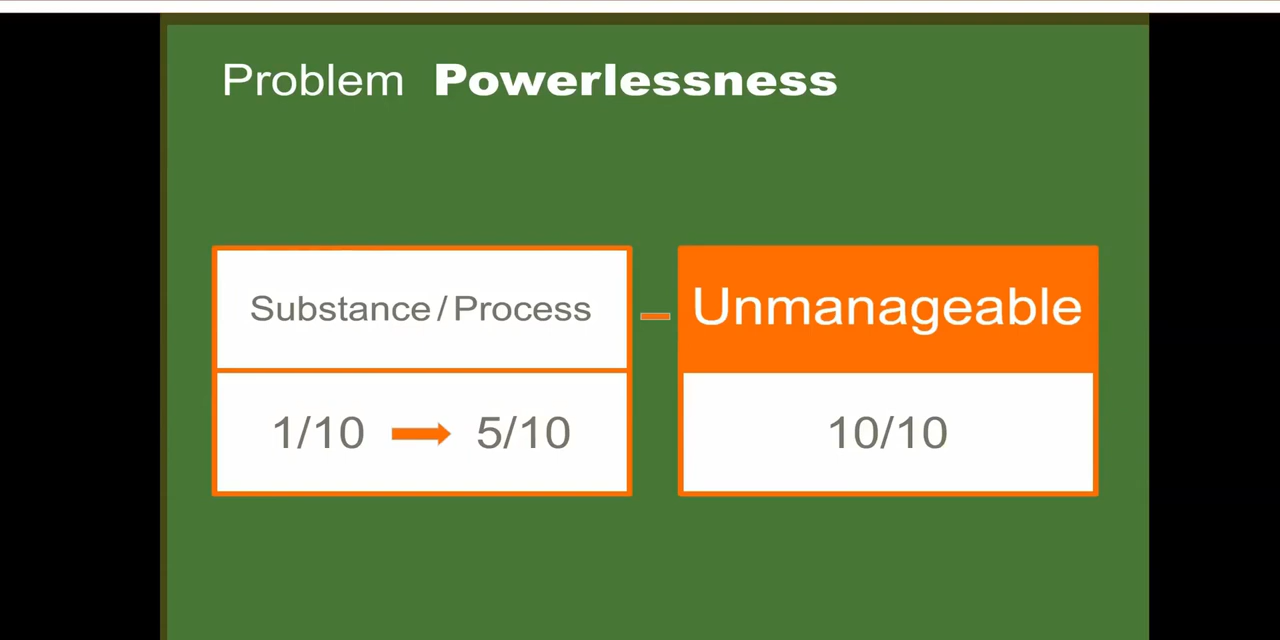 Problem Powerlessness
Substance / Process
Unmanageable
1/10 5/10
10/10